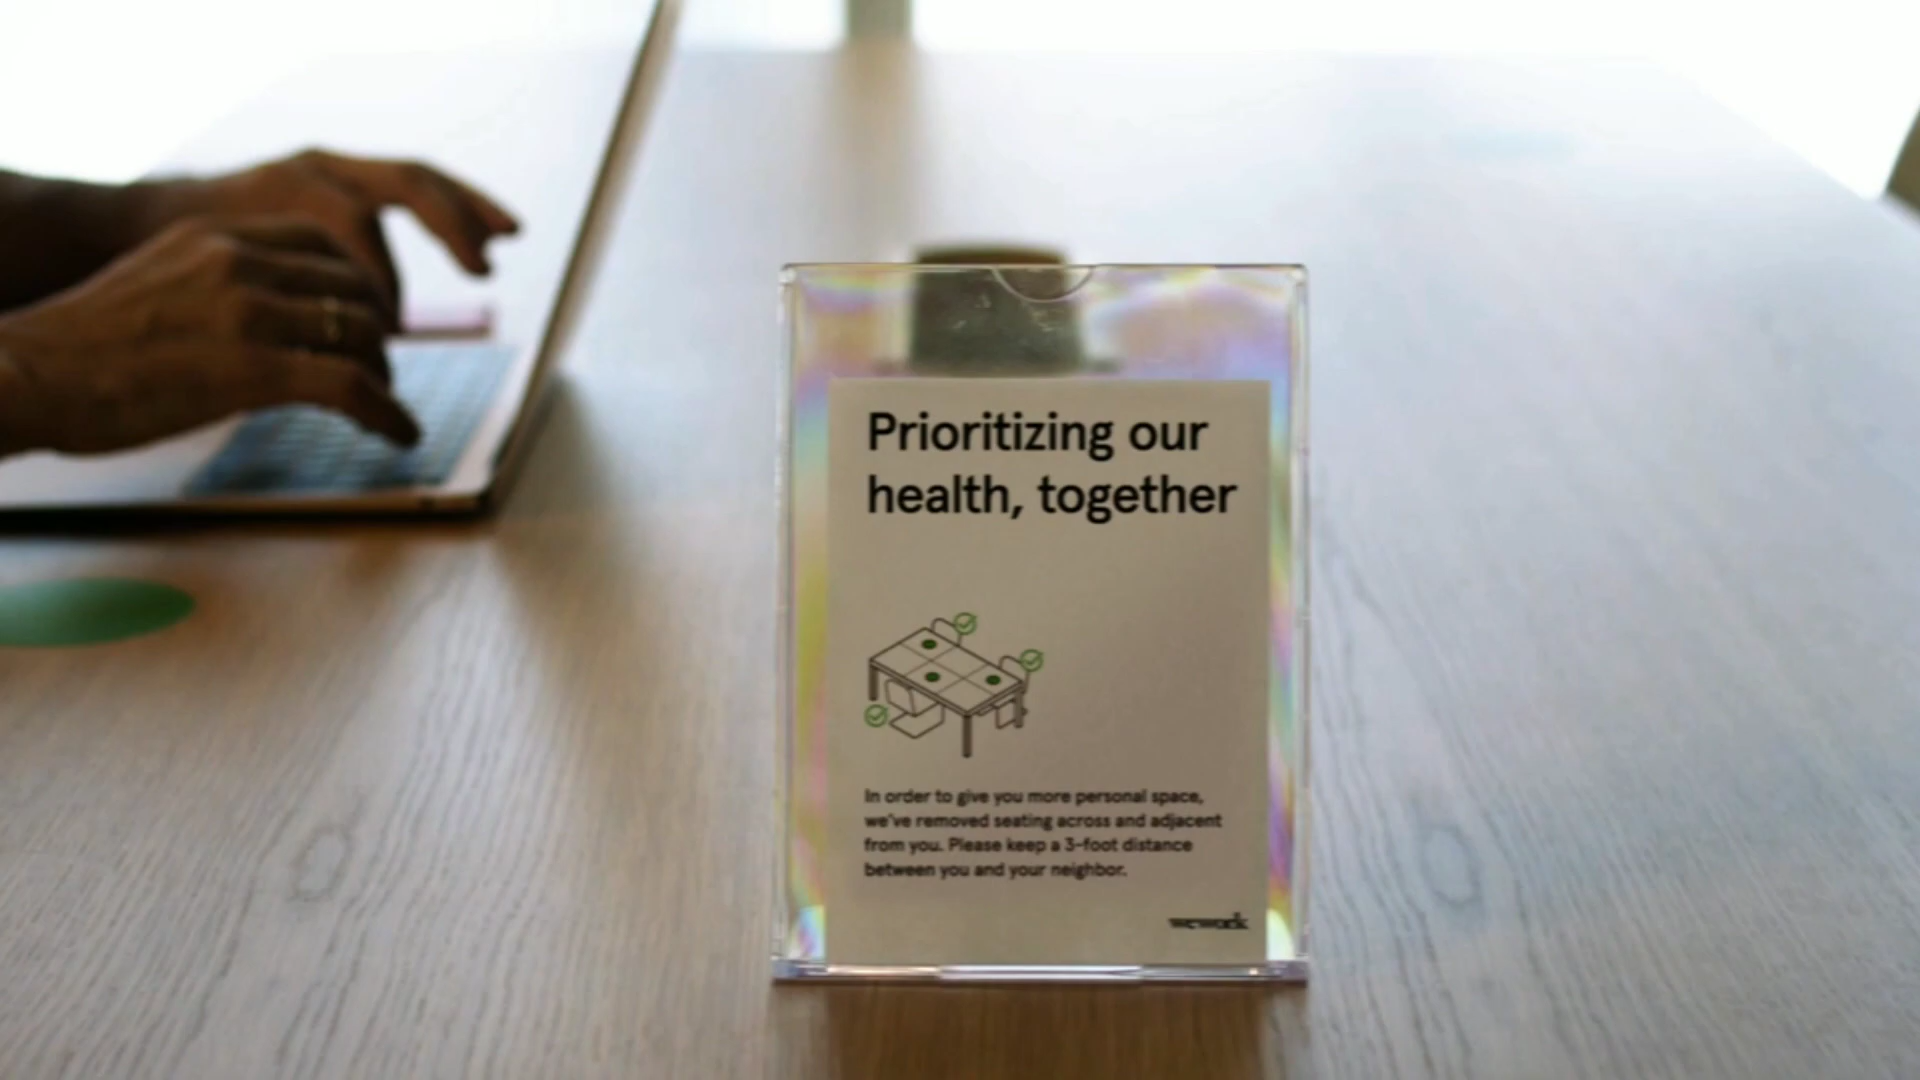 Prioritizing our
health, together
In order to give you more personal space,
we've removed seating across and adjacent
from you. Please keep a 3-foot distance
between you and your neighbor.
wework